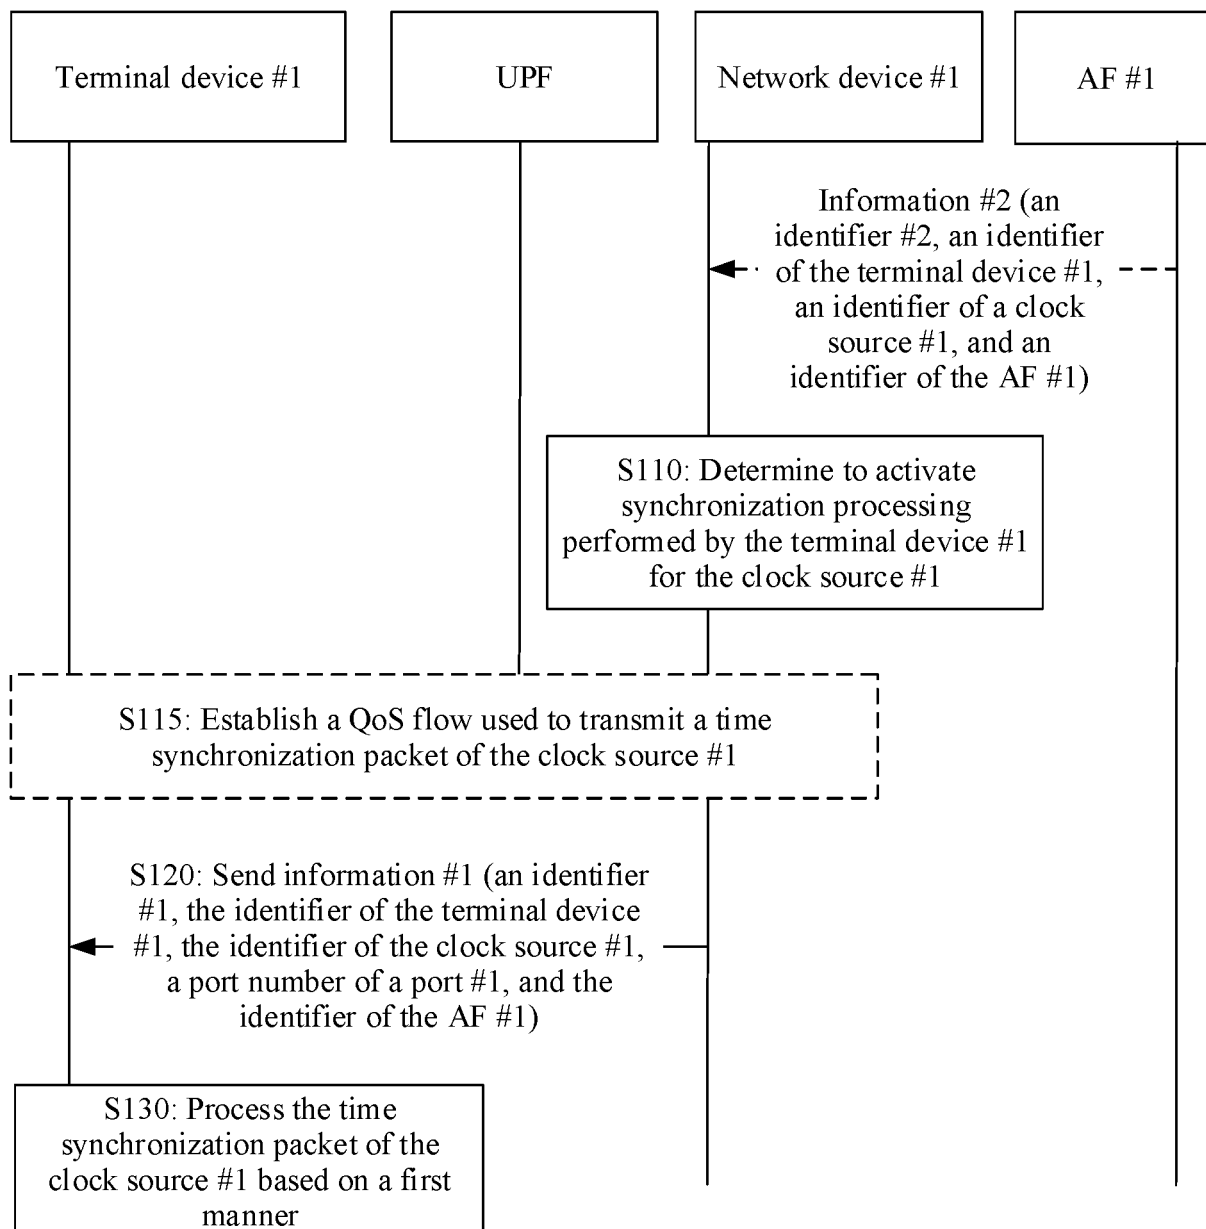 Terminal device #1
UPF
Network device #1
AF #1
Information #2 (an
identifier #2, an identifier
of the terminal device #1,
an identifier of a clock
source #1, and an
identifier of the AF #1)
S110: Determine to activate
synchronization processing
performed by the terminal device #1
for the clock source #1
S115: Establish a QoS flow used to transmit a time
synchronization packet of the clock source #1
S120: Send information #1 (an identifier
#1, the identifier of the terminal device
#1, the identifier of the clock source #1,
a port number of a port #1, and the
identifier of the AF #1)
S130: Process the time
synchronization packet of the
clock source #1 based on a first
manner